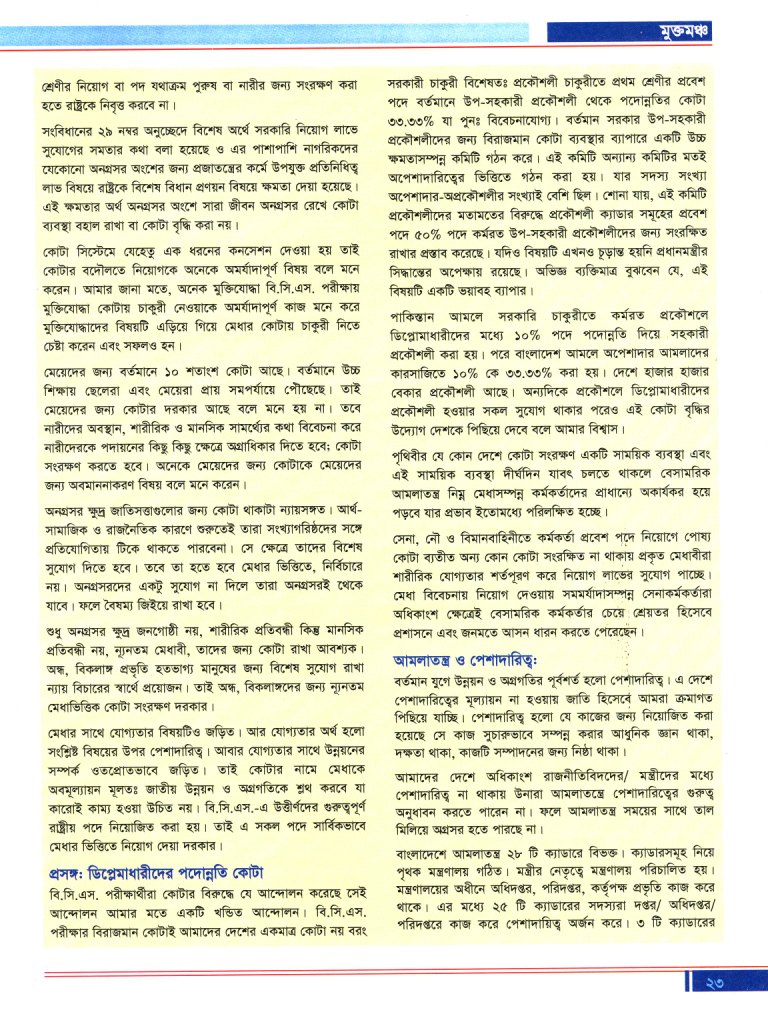 মুক্তমঞ্চ
শ্রেণীর নিয়োগ বা পদ যথাক্রম পুরুষ বা নারীর জন্য সংরক্ষণ করা
হতে রাষ্ট্রকে নিবৃত্ত করবে না।
সংবিধানের ২৯ নম্বর অনুচ্ছেদে বিশেষ অর্থে সরকারি নিয়োগ লাভে
সুযোগের সমতার কথা বলা হয়েছে ও এর পাশাপাশি নাগরিকদের
যেকোনো অনগ্রসর অংশের জন্য প্রজাতন্ত্রের কর্মে উপযুক্ত প্রতিনিধিত্ব
লাভ বিষয়ে রাষ্ট্রকে বিশেষ বিধান প্রণয়ন বিষয়ে ক্ষমতা দেয়া হয়েছে।
এই ক্ষমতার অর্থ অনগ্রসর অংশে সারা জীবন অনগ্রসর রেখে কোটা
ব্যবস্থা বহাল রাখা বা কোটা বৃদ্ধি করা নয়।
কোটা সিস্টেমে যেহেতু এক ধরনের কনসেশন দেওয়া হয় তাই
কোটার বদৌলতে নিয়োগকে অনেকে অমর্যাদাপূর্ণ বিষয় বলে মনে
করেন। আমার জানা মতে, অনেক মুক্তিযোদ্ধা বি.সি.এস. পরীক্ষায়
মুক্তিযোদ্ধা কোটায় চাকুরী নেওয়াকে অমর্যাদাপূর্ণ কাজ মনে করে
মুক্তিযোদ্ধাদের বিষয়টি এড়িয়ে গিয়ে মেধার কোটায় চাকুরী নিতে
চেষ্টা করেন এবং সফলও হন।
মেয়েদের জন্য বর্তমানে ১০ শতাংশ কোটা আছে। বর্তমানে উচ্চ
শিক্ষায় ছেলেরা এবং মেয়েরা প্রায় সমপর্যায়ে পৌছেছে। তাই
মেয়েদের জন্য কোটার দরকার আছে বলে মনে হয় না। তবে
নারীদের অবস্থান, শারীরিক ও মানসিক সামর্থ্যের কথা বিবেচনা করে
নারীদেরকে পদায়নের কিছু কিছু ক্ষেত্রে অগ্রাধিকার দিতে হবে; কোটা
সংরক্ষণ করতে হবে। অনেকে মেয়েদের জন্য কোটাকে মেয়েদের
জন্য অবমাননাকরণ বিষয় বলে মনে করেন।
অনগ্রসর ক্ষুদ্র জাতিসত্তাগুলোর জন্য কোটা থাকাটা ন্যায়সঙ্গত। আর্থ-
সামাজিক ও রাজনৈতিক কারণে শুরুতেই তারা সংখ্যাগরিষ্ঠদের সঙ্গে
প্রতিযোগিতায় টিকে থাকতে পারবেনা। সে ক্ষেত্রে তাদের বিশেষ
সুযোগ দিতে হবে। তবে তা হতে হবে মেধার ভিত্তিতে, নির্বিচারে
নয়। অনগ্রসরদের একটু সুযোগ না দিলে তারা অনগ্রসরই থেকে
যাবে। ফলে বৈষম্য জিইয়ে রাখা হবে।
শুধু অনগ্রসর ক্ষুদ্র জনগোষ্ঠী নয়, শারীরিক প্রতিবন্ধী কিন্তু মানসিক
প্রতিবন্ধী নয়, ন্যূনতম মেধাবী, তাদের জন্য কোটা রাখা আবশ্যক।
অন্ধ, বিকলাঙ্গ প্রভৃতি হতভাগ্য মানুষের জন্য বিশেষ সুযোগ রাখা
ন্যায় বিচারের স্বার্থে প্রয়োজন। তাই অন্ধ, বিকলাঙ্গদের জন্য ন্যূনতম
মেধাভিত্তিক কোটা সংরক্ষণ দরকার।
মেধার সাথে যোগ্যতার বিষয়টিও জড়িত। আর যোগ্যতার অর্থ হলো
সংশ্লিষ্ট বিষয়ের উপর পেশাদারিত্ব। আবার যোগ্যতার সাথে উন্নয়নের
সম্পর্ক ওতপ্রোতভাবে জড়িত। তাই কোটার নামে মেধাকে
অবমূল্যায়ন মূলতঃ জাতীয় উন্নয়ন ও অগ্রগতিকে শ্লথ করবে যা
কারোই কাম্য হওয়া উচিত নয়। বি.সি.এস.-এ উত্তীর্ণদের গুরুত্বপূর্ণ
রাষ্ট্রীয় পদে নিয়োজিত করা হয়। তাই এ সকল পদে সার্বিকভাবে
মেধার ভিত্তিতে নিয়োগ দেয়া দরকার।
প্রসঙ্গ: ডিপ্লেমাধারীদের পদোন্নতি কোটা
বি.সি.এস. পরীক্ষার্থীরা কোটার বিরুদ্ধে যে আন্দোলন করেছে সেই
আন্দোলন আমার মতে একটি খন্ডিত আন্দোলন। বি.সি.এস.
পরীক্ষার বিরাজমান কোটাই আমাদের দেশের একমাত্র কোটা নয় বরং
সরকারী চাকুরী বিশেষতঃ প্রকৌশলী চাকুরীতে প্রথম শ্রেণীর প্রবেশ
পদে বর্তমানে উপ-সহকারী প্রকৌশলী থেকে পদোন্নতির কোটা
৩৩.৩৩% যা পুনঃ বিবেচনাযোগ্য। বর্তমান সরকার উপ-সহকারী
প্রকৌশলীদের জন্য বিরাজমান কোটা ব্যবস্থার ব্যাপারে একটি উচ্চ
ক্ষমতাসম্পন্ন কমিটি গঠন করে। এই কমিটি অন্যান্য কমিটির মতই
অপেশাদারিত্বের ভিত্তিতে গঠন করা হয়। যার সদস্য সংখ্যা
অপেশাদার-অপ্রকৌশলীর সংখ্যাই বেশি ছিল। শোনা যায়, এই কমিটি
প্রকৌশলীদের মতামতের বিরুদ্ধে প্রকৌশলী ক্যাডার সমূহের প্রবেশ
পদে ৫০% পদে কর্মরত উপ-সহকারী প্রকৌশলীদের জন্য সংরক্ষিত
রাখার প্রস্তাব করেছে। যদিও বিষয়টি এখনও চূড়ান্ত হয়নি প্রধানমন্ত্রীর
সিদ্ধান্তের অপেক্ষায় রয়েছে। অভিজ্ঞ ব্যক্তিমাত্র বুঝবেন যে, এই
বিষয়টি একটি ভয়াবহ ব্যাপার।
পাকিস্তান আমলে সরকারি চাকুরীতে কর্মরত প্রকৌশলে
ডিপ্লোমাধারীদের মধ্যে ১০% পদে পদোন্নতি দিয়ে সহকারী
প্রকৌশলী করা হয়। পরে বাংলাদেশ আমলে অপেশাদার আমলাদের
কারসাজিতে ১০% কে ৩৩.৩৩% করা হয়। দেশে হাজার হাজার
বেকার প্রকৌশলী আছে। অন্যদিকে প্রকৌশলে ডিপ্লোমাধারীদের
প্রকৌশলী হওয়ার সকল সুযোগ থাকার পরেও এই কোটা বৃদ্ধির
উদ্যোগ দেশকে পিছিয়ে দেবে বলে আমার বিশ্বাস।
পৃথিবীর যে কোন দেশে কোটা সংরক্ষণ একটি সাময়িক ব্যবস্থা এবং
এই সাময়িক ব্যবস্থা দীর্ঘদিন যাবৎ চলতে থাকলে বেসামরিক
আমলাতন্ত্র নিম্ন মেধাসম্পন্ন কর্মকর্তাদের প্রাধান্যে অকার্যকর হয়ে
পড়বে যার প্রভাব ইতোমধ্যে পরিলক্ষিত হচ্ছে।
সেনা, নৌ ও বিমানবাহিনীতে কর্মকর্তা প্রবেশ পদে নিয়োগে পোষ্য
কোটা ব্যতীত অন্য কোন কোটা সংরক্ষিত না থাকায় প্রকৃত মেধাবীরা
শারীরিক যোগ্যতার শর্তপূরণ করে নিয়োগ লাভের সুযোগ পাচ্ছে।
মেধা বিবেচনায় নিয়োগ দেওয়ায় সমমর্যাদাসম্পন্ন সেনাকর্মকর্তারা
অধিকাংশ ক্ষেত্রেই বেসামরিক কর্মকর্তার চেয়ে শ্রেয়তর হিসেবে
প্রশাসনে এবং জনমতে আসন ধারন করতে পেরেছেন।
আমলাতন্ত্র ও পেশাদারিত্ব:
বর্তমান যুগে উন্নয়ন ও অগ্রগতির পূর্বশর্ত হলো পেশাদারিত্ব। এ দেশে
পেশাদারিত্বের মূল্যায়ন না হওয়ায় জাতি হিসেবে আমরা ক্রমাগত
পিছিয়ে যাচ্ছি। পেশাদারিত্ব হলো যে কাজের জন্য নিয়োজিত করা
হয়েছে সে কাজ সুচারুভাবে সম্পন্ন করার আধুনিক জ্ঞান থাকা,
দক্ষতা থাকা, কাজটি সম্পাদনের জন্য নিষ্ঠা থাকা।
আমাদের দেশে অধিকাংশ রাজনীতিবিদদের/ মন্ত্রীদের মধ্যে
পেশাদারিত্ব না থাকায় উনারা আমলাতন্ত্রে পেশাদারিত্বের গুরুত্ব
অনুধাবন করতে পারেন না। ফলে আমলাতন্ত্র সময়ের সাথে তাল
মিলিয়ে অগ্রসর হতে পারছে না।
বাংলাদেশে আমলাতন্ত্র ২৮ টি ক্যাডারে বিভক্ত। ক্যাডারসমূহ নিয়ে
পৃথক মন্ত্রণালয় গঠিত। মন্ত্রীর নেতৃত্বে মন্ত্রণালয় পরিচালিত হয়।
মন্ত্রণালয়ের অধীনে অধিদপ্তর, পরিদপ্তর, কর্তৃপক্ষ প্রভৃতি কাজ করে
থাকে। এর মধ্যে ২৫ টি ক্যাডারের সদস্যরা দপ্তর/ অধিদপ্তর/
পরিদপ্তরে কাজ করে পেশাদায়িত্ব অর্জন করে। ৩ টি ক্যাডারের
২৩